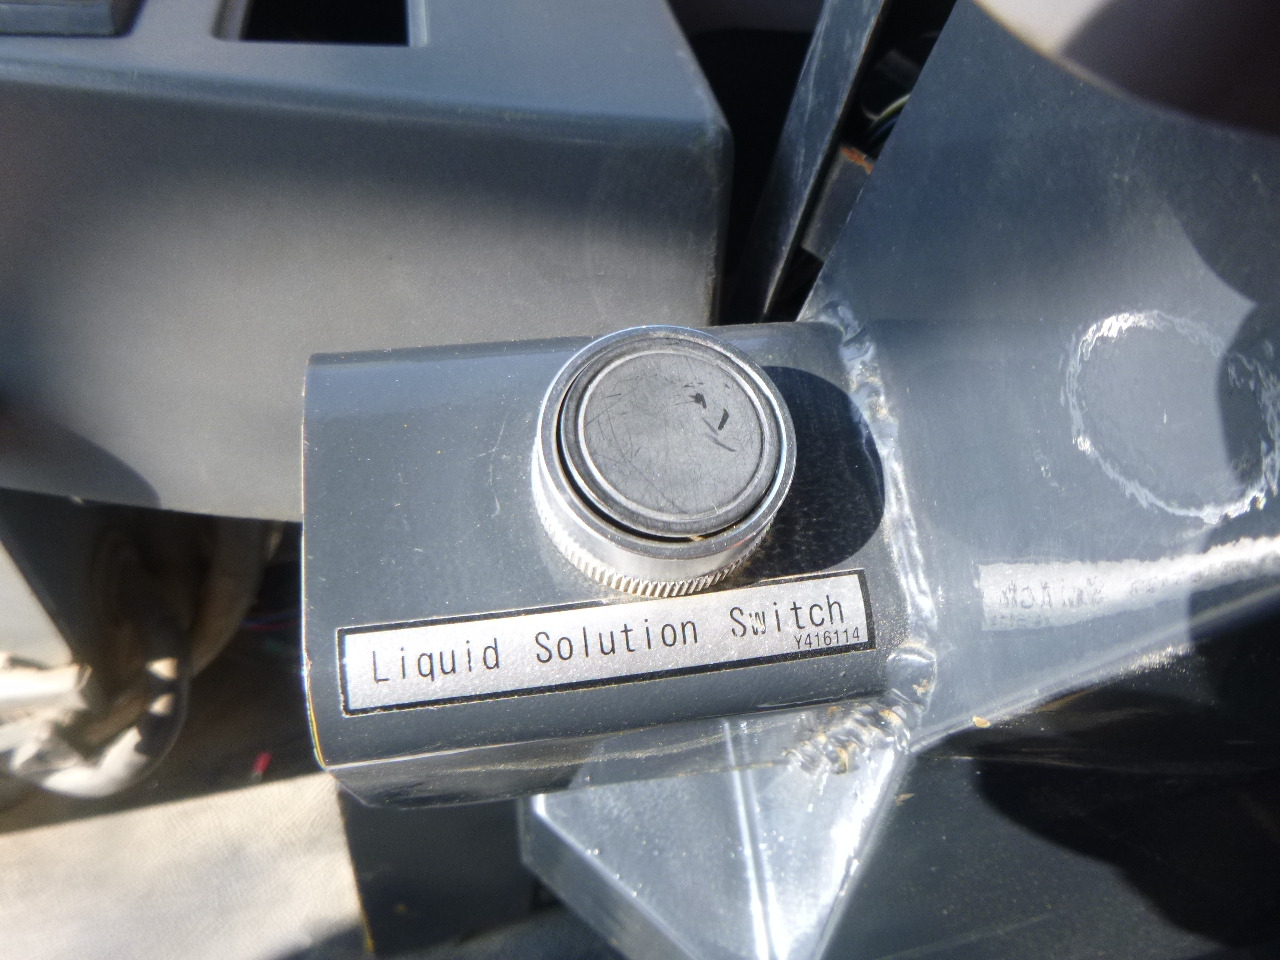 Liquid Solution Switch
Y416114